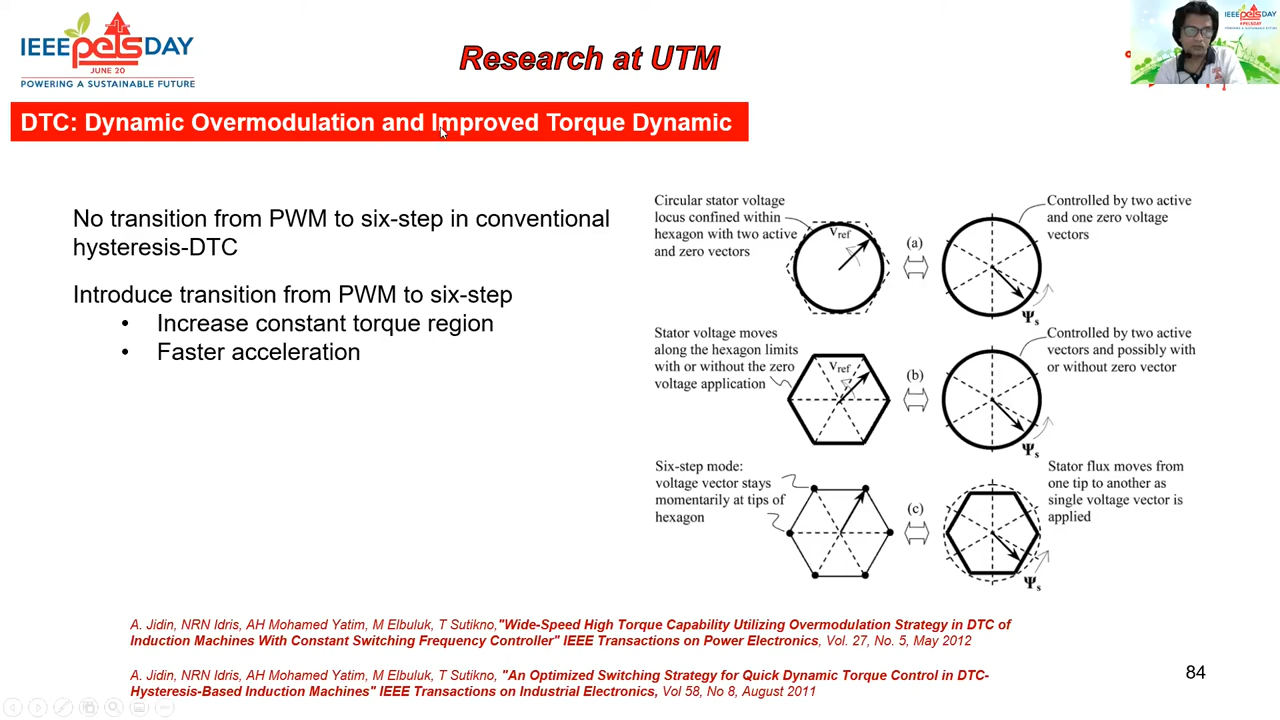 IEEE pels DAY
JUNE 20
POWERING A SUSTAINABLE FUTURE
Research at UTM
IEEE pels DAY
DTC: Dynamic Overmodulation and Improved Torque Dynamic
No transition from PWM to six-step in conventional
hysteresis-DTC
Introduce transition from PWM to six-step
• Increase constant torque region
• Faster acceleration
Circular stator voltage
locus confined within
hexagon with two active
and zero vectors
vref
(a)
Controlled by two active
and one zero voltage
vectors
Ψs
Stator voltage moves
along the hexagon limits
with or without the zero
voltage application
vref
(b)
Controlled by two active
vectors and possibly with
or without zero vector
Ψs
Six-step mode:
voltage vector stays
momentarily at tips of
hexagon
(c)
Stator flux moves from
one tip to another as
single voltage vector is
applied
Ψs
A. Jidin, NRN Idris, AH Mohamed Yatim, M Elbuluk, T Sutikno,"Wide-Speed High Torque Capability Utilizing Overmodulation Strategy in DTC of
Induction Machines With Constant Switching Frequency Controller" IEEE Transactions on Power Electronics, Vol. 27, No. 5, May 2012
A. Jidin, NRN Idris, AH Mohamed Yatim, M Elbuluk, T Sutikno, "An Optimized Switching Strategy for Quick Dynamic Torque Control in DTC-
Hysteresis-Based Induction Machines" IEEE Transactions on Industrial Electronics, Vol 58, No 8, August 2011
84